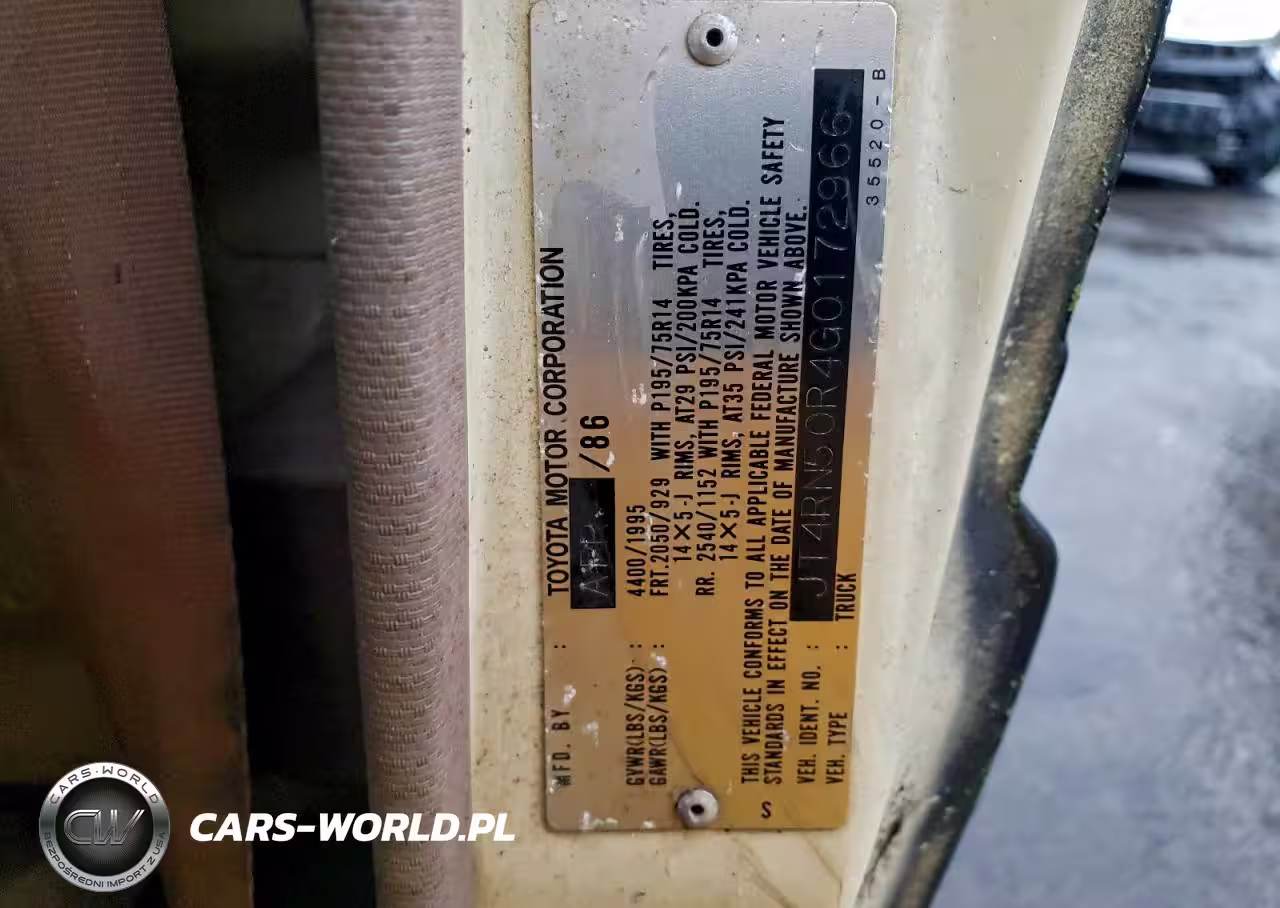 MFD. BY : TOYOTA MOTOR CORPORATION
APR /86
GVWR(LBS/KGS) : 4400/1995
GAWR(LBS/KGS) : FRT.2050/929 WITH P195/75R14 TIRES,
14×5-J RIMS, AT29 PSI/200KPA COLD.
RR. 2540/1152 WITH P195/75R14 TIRES,
14×5-J RIMS, AT35 PSI/241KPA COLD.
THIS VEHICLE CONFORMS TO ALL APPLICABLE FEDERAL MOTOR VEHICLE SAFETY
STANDARDS IN EFFECT ON THE DATE OF MANUFACTURE SHOWN ABOVE.
VEH. IDENT. NO. : JT4RN50R4G0172966
VEH. TYPE : TRUCK
S
35520-B
CARS-WORLD
CW
BEZPOŚREDNI IMPORT Z USA
CARS-WORLD.PL